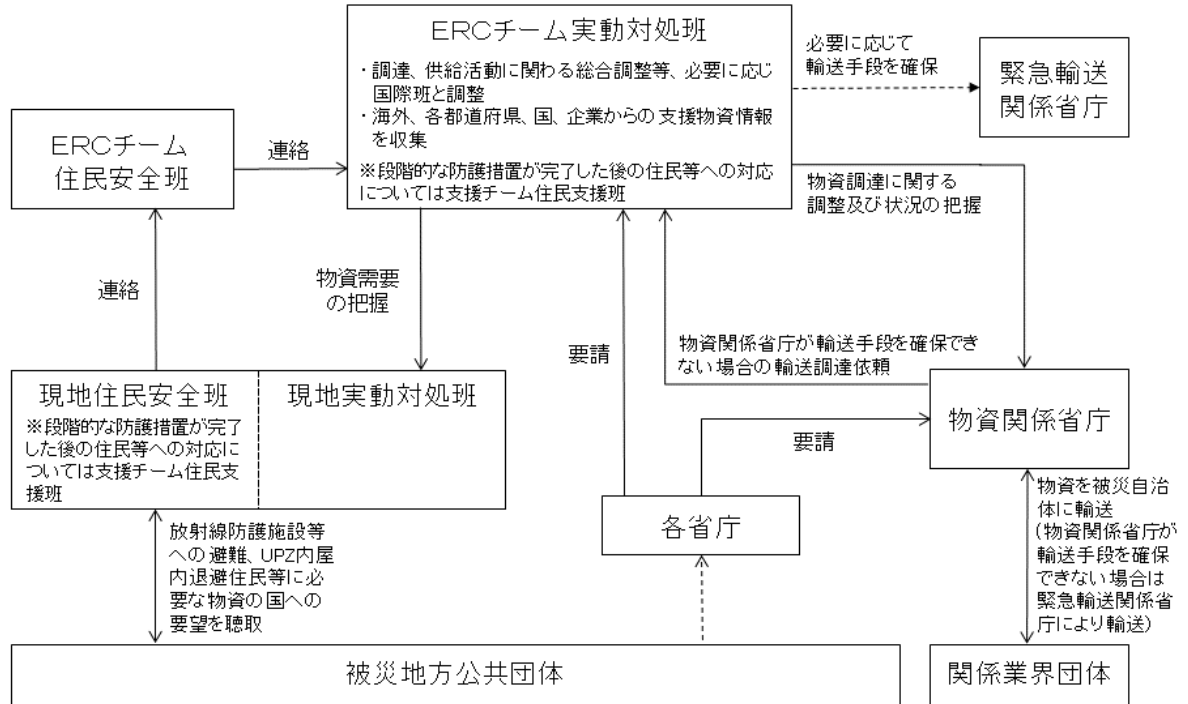 ERCチーム実動対処班
・調達、供給活動に関わる総合調整等、必要に応じ
国際班と調整
・海外、各都道府県、国、企業からの支援物資情報
を収集
※段階的な防護措置が完了した後の住民等への対応
については支援チーム住民支援班
必要に応じて
輸送手段を確保
緊急輸送
関係省庁
ERCチーム
住民安全班
連絡
物資調達に関する
調整及び状況の把握
連絡
物資需要
の把握
要請
物資関係省庁が輸送手段を確保でき
ない場合の輸送調達依頼
現地住民安全班
※段階的な防護措置が完了
した後の住民等への対応に
ついては支援チーム住民支
援班
現地実動対処班
要請
物資関係省庁
各省庁
放射線防護施設等
への避難、UPZ内屋
内退避住民等に必
要な物資の国への
要望を聴取
物資を被災自治
体に輸送
(物資関係省庁が
輸送手段を確保
できない場合は
緊急輸送関係省
庁により輸送)
被災地方公共団体
関係業界団体